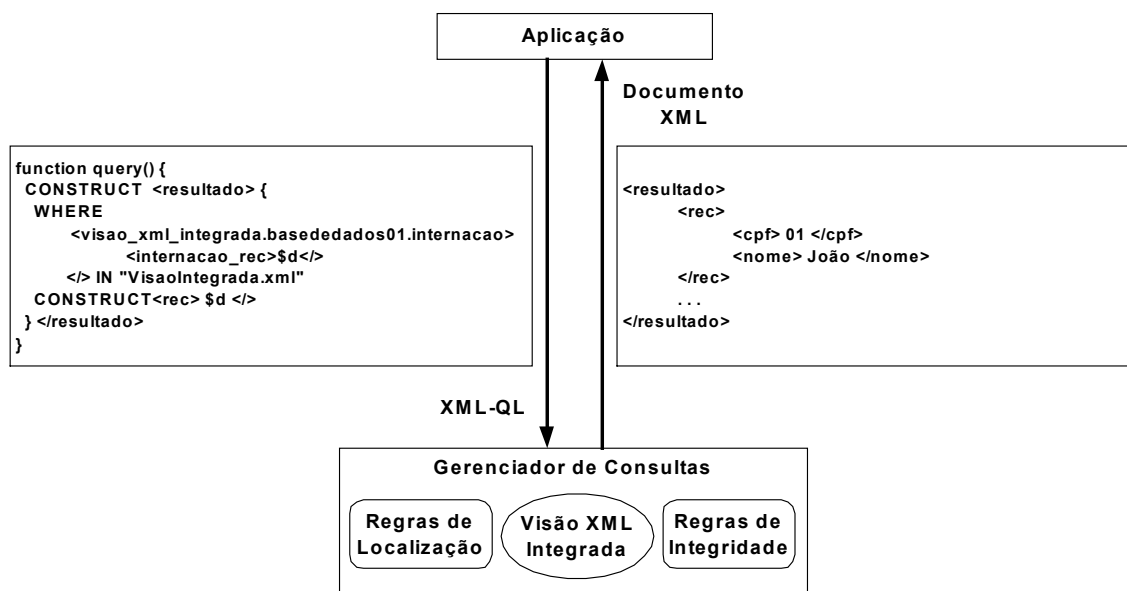 Aplicação
Documento
XML
function query() {
CONSTRUCT <resultado> {
WHERE
<visao_xml_integrada.basededados01.internacao>
<internacao_rec>$d</>
</> IN "VisaoIntegrada.xml"
CONSTRUCT<rec> $d </>
} </resultado>
}
<resultado>
<rec>
<cpf> 01 </cpf>
<nome> João </nome>
</rec>
. . .
</resultado>
XML-QL
Gerenciador de Consultas
Regras de
Localização
Visão XML
Integrada
Regras de
Integridade